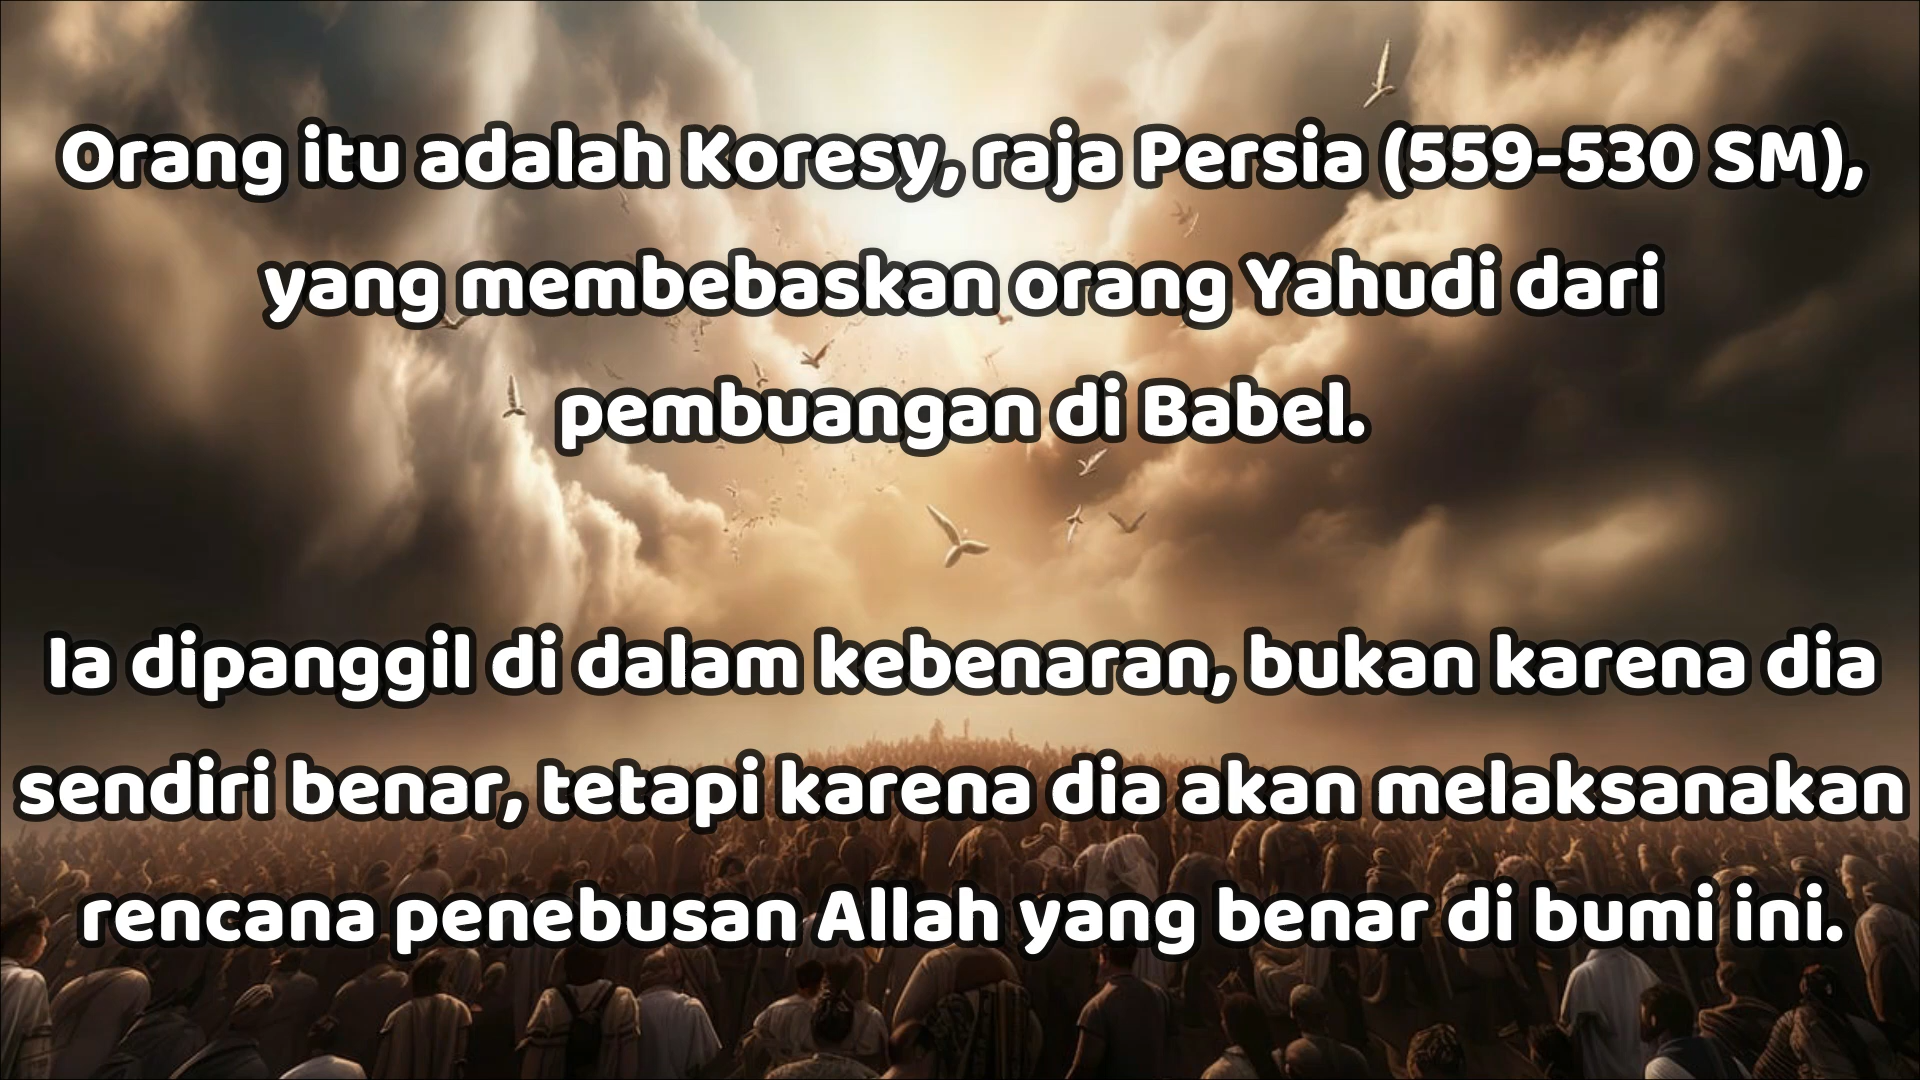 Orang itu adalah Koresy, raja Persia (559-530 SM),
yang membebaskan orang Yahudi dari
pembuangan di Babel.
Ia dipanggil di dalam kebenaran, bukan karena dia
sendiri benar, tetapi karena dia akan melaksanakan
rencana penebusan Allah yang benar di bumi ini.